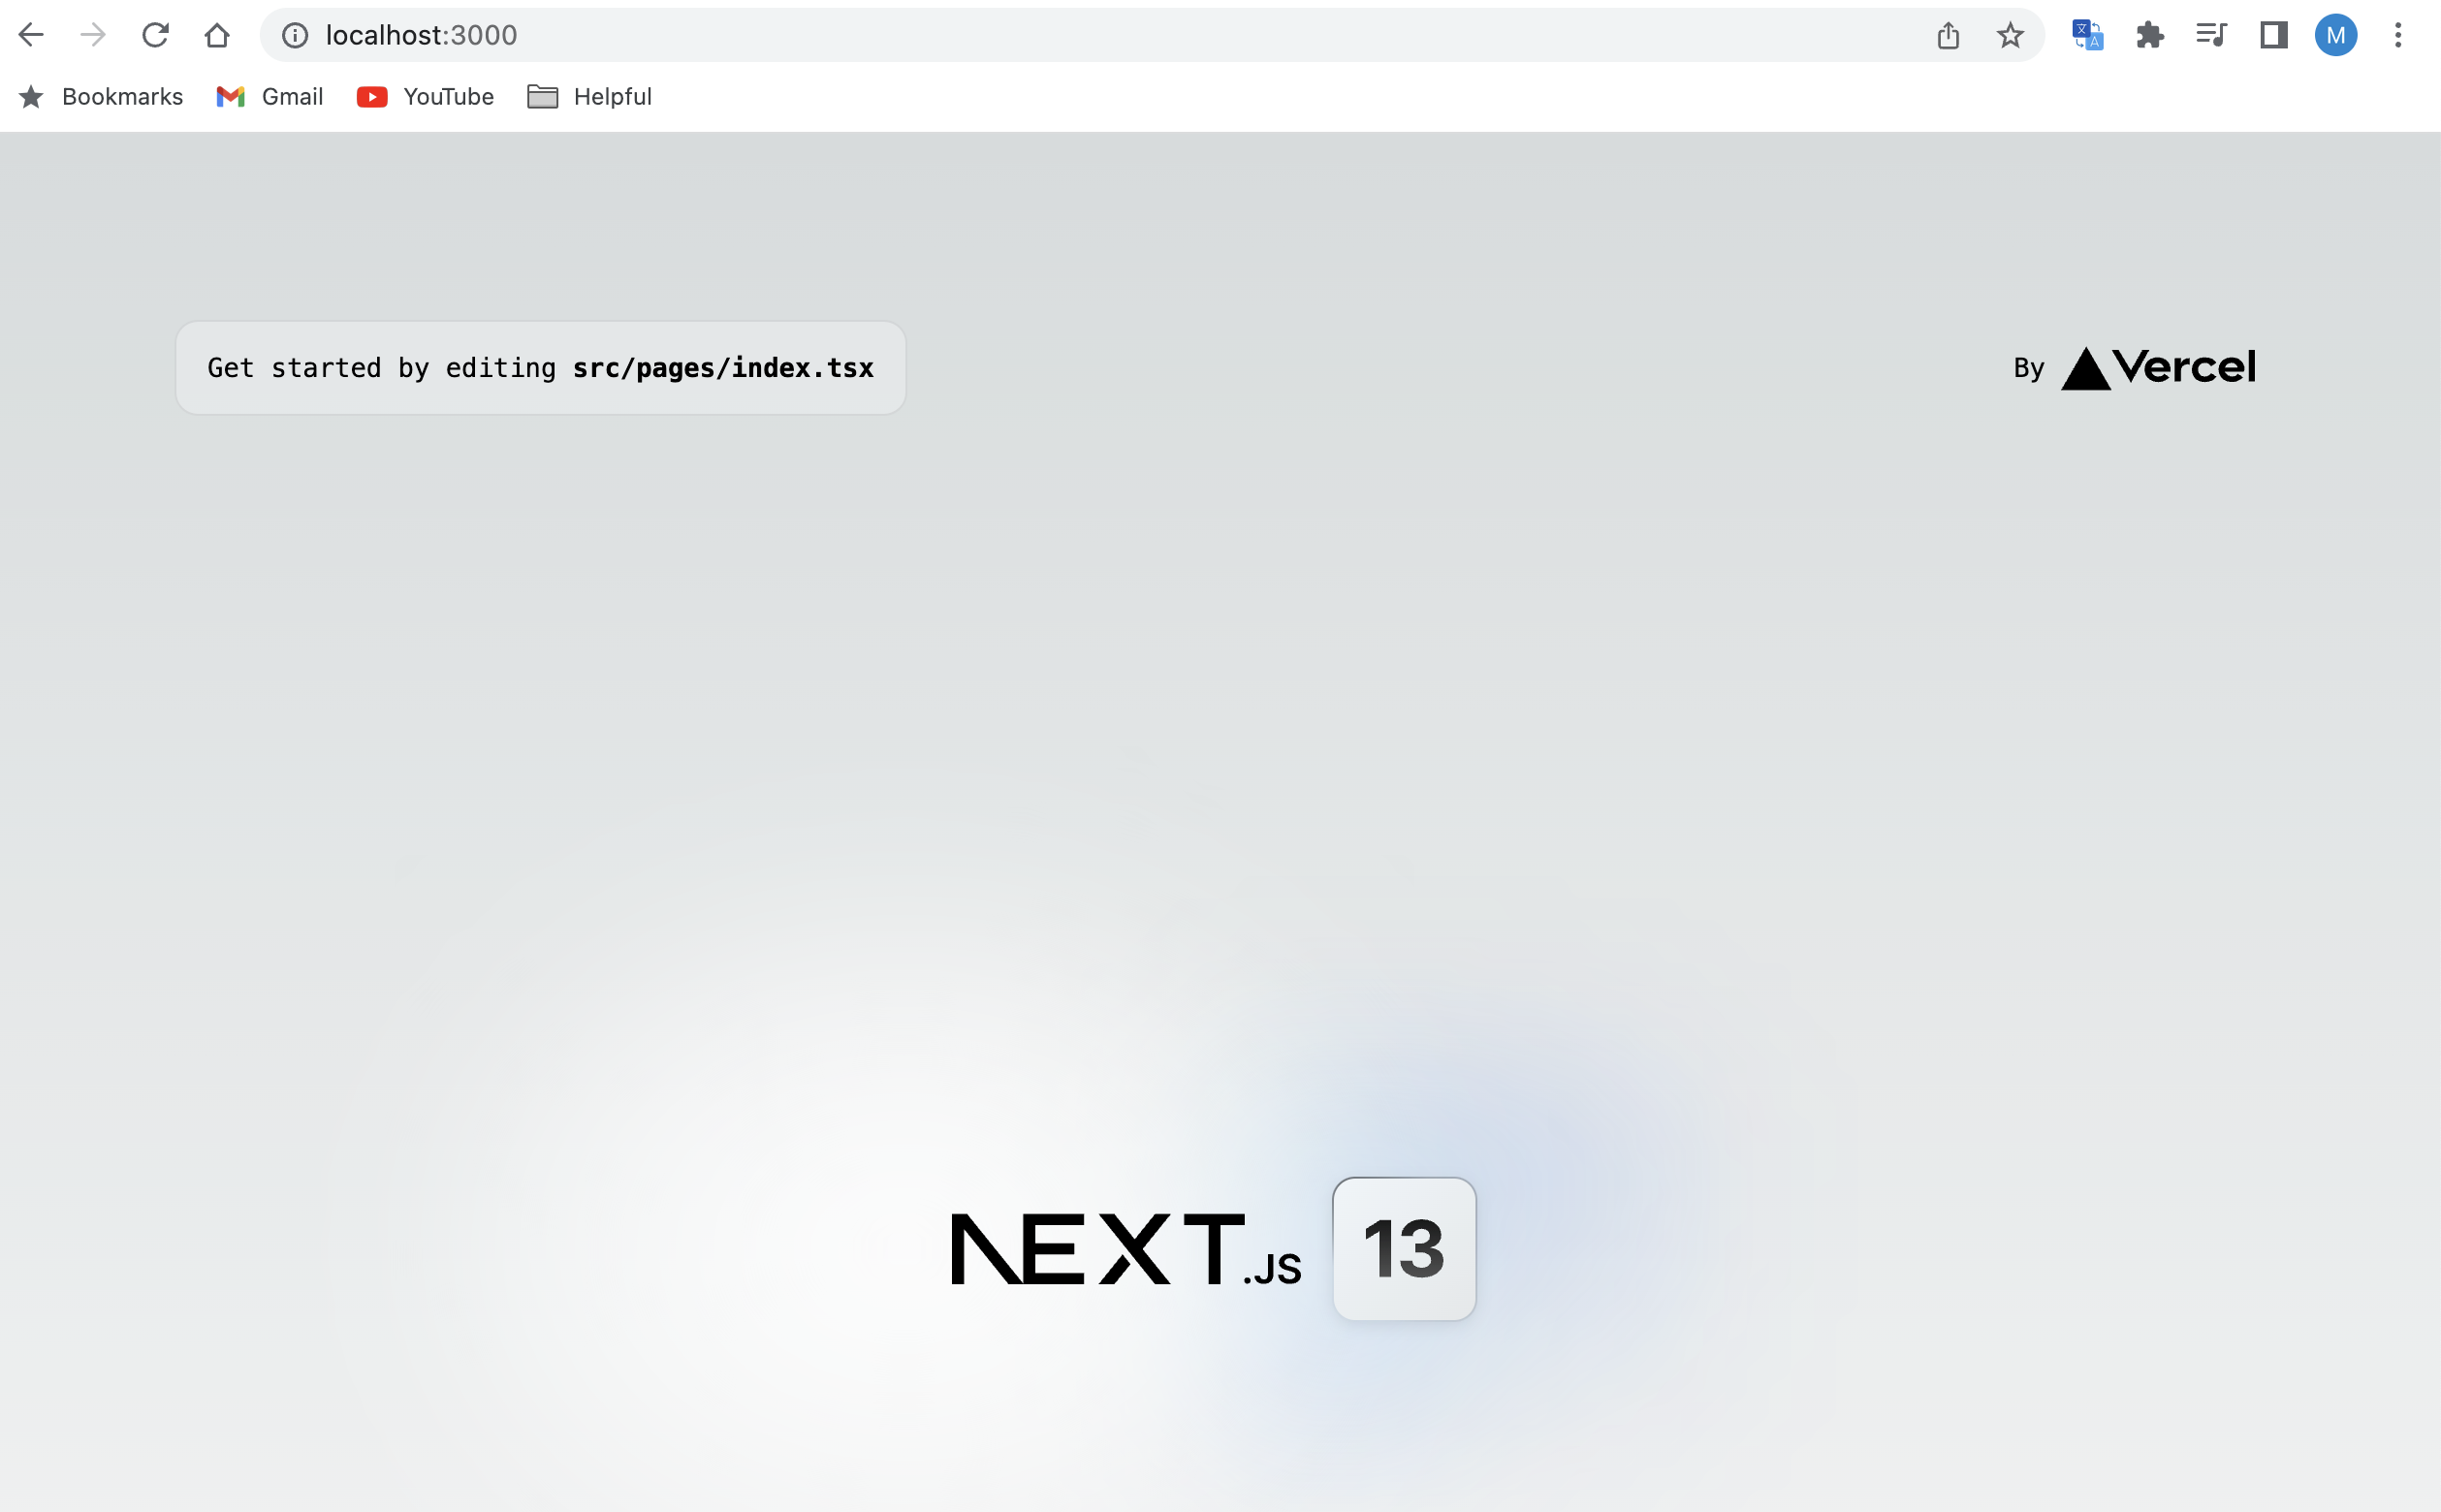 localhost:3000
M
Bookmarks Gmail YouTube Helpful
Get started by editing src/pages/index.tsx
By Vercel
NEXT.JS 13